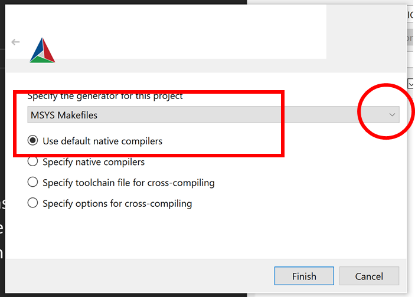 Specify the generator for this project
MSYS Makefiles
Use default native compilers
Specify native compilers
Specify toolchain file for cross-compiling
Specify options for cross-compiling
Finish
Cancel